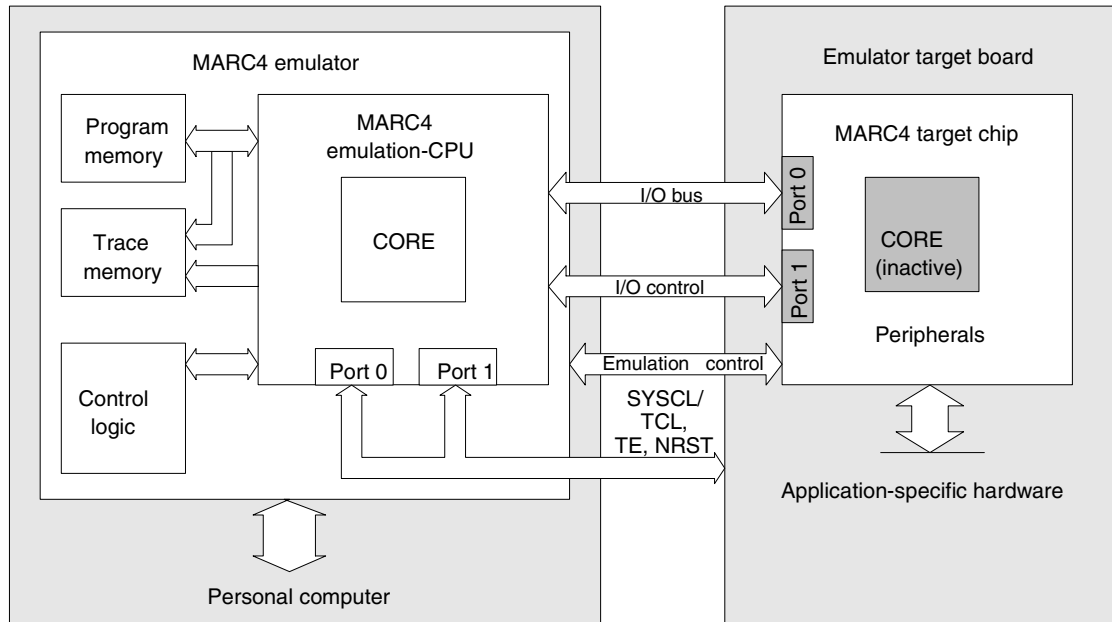 MARC4 emulator
Program
memory
Trace
memory
Control
logic
MARC4
emulation-CPU
CORE
Port 0
Port 1
I/O bus
I/O control
Emulation control
SYSCL/
TCL,
TE, NRST
Personal computer
Emulator target board
MARC4 target chip
Port 0
Port 1
CORE
(inactive)
Peripherals
Application-specific hardware